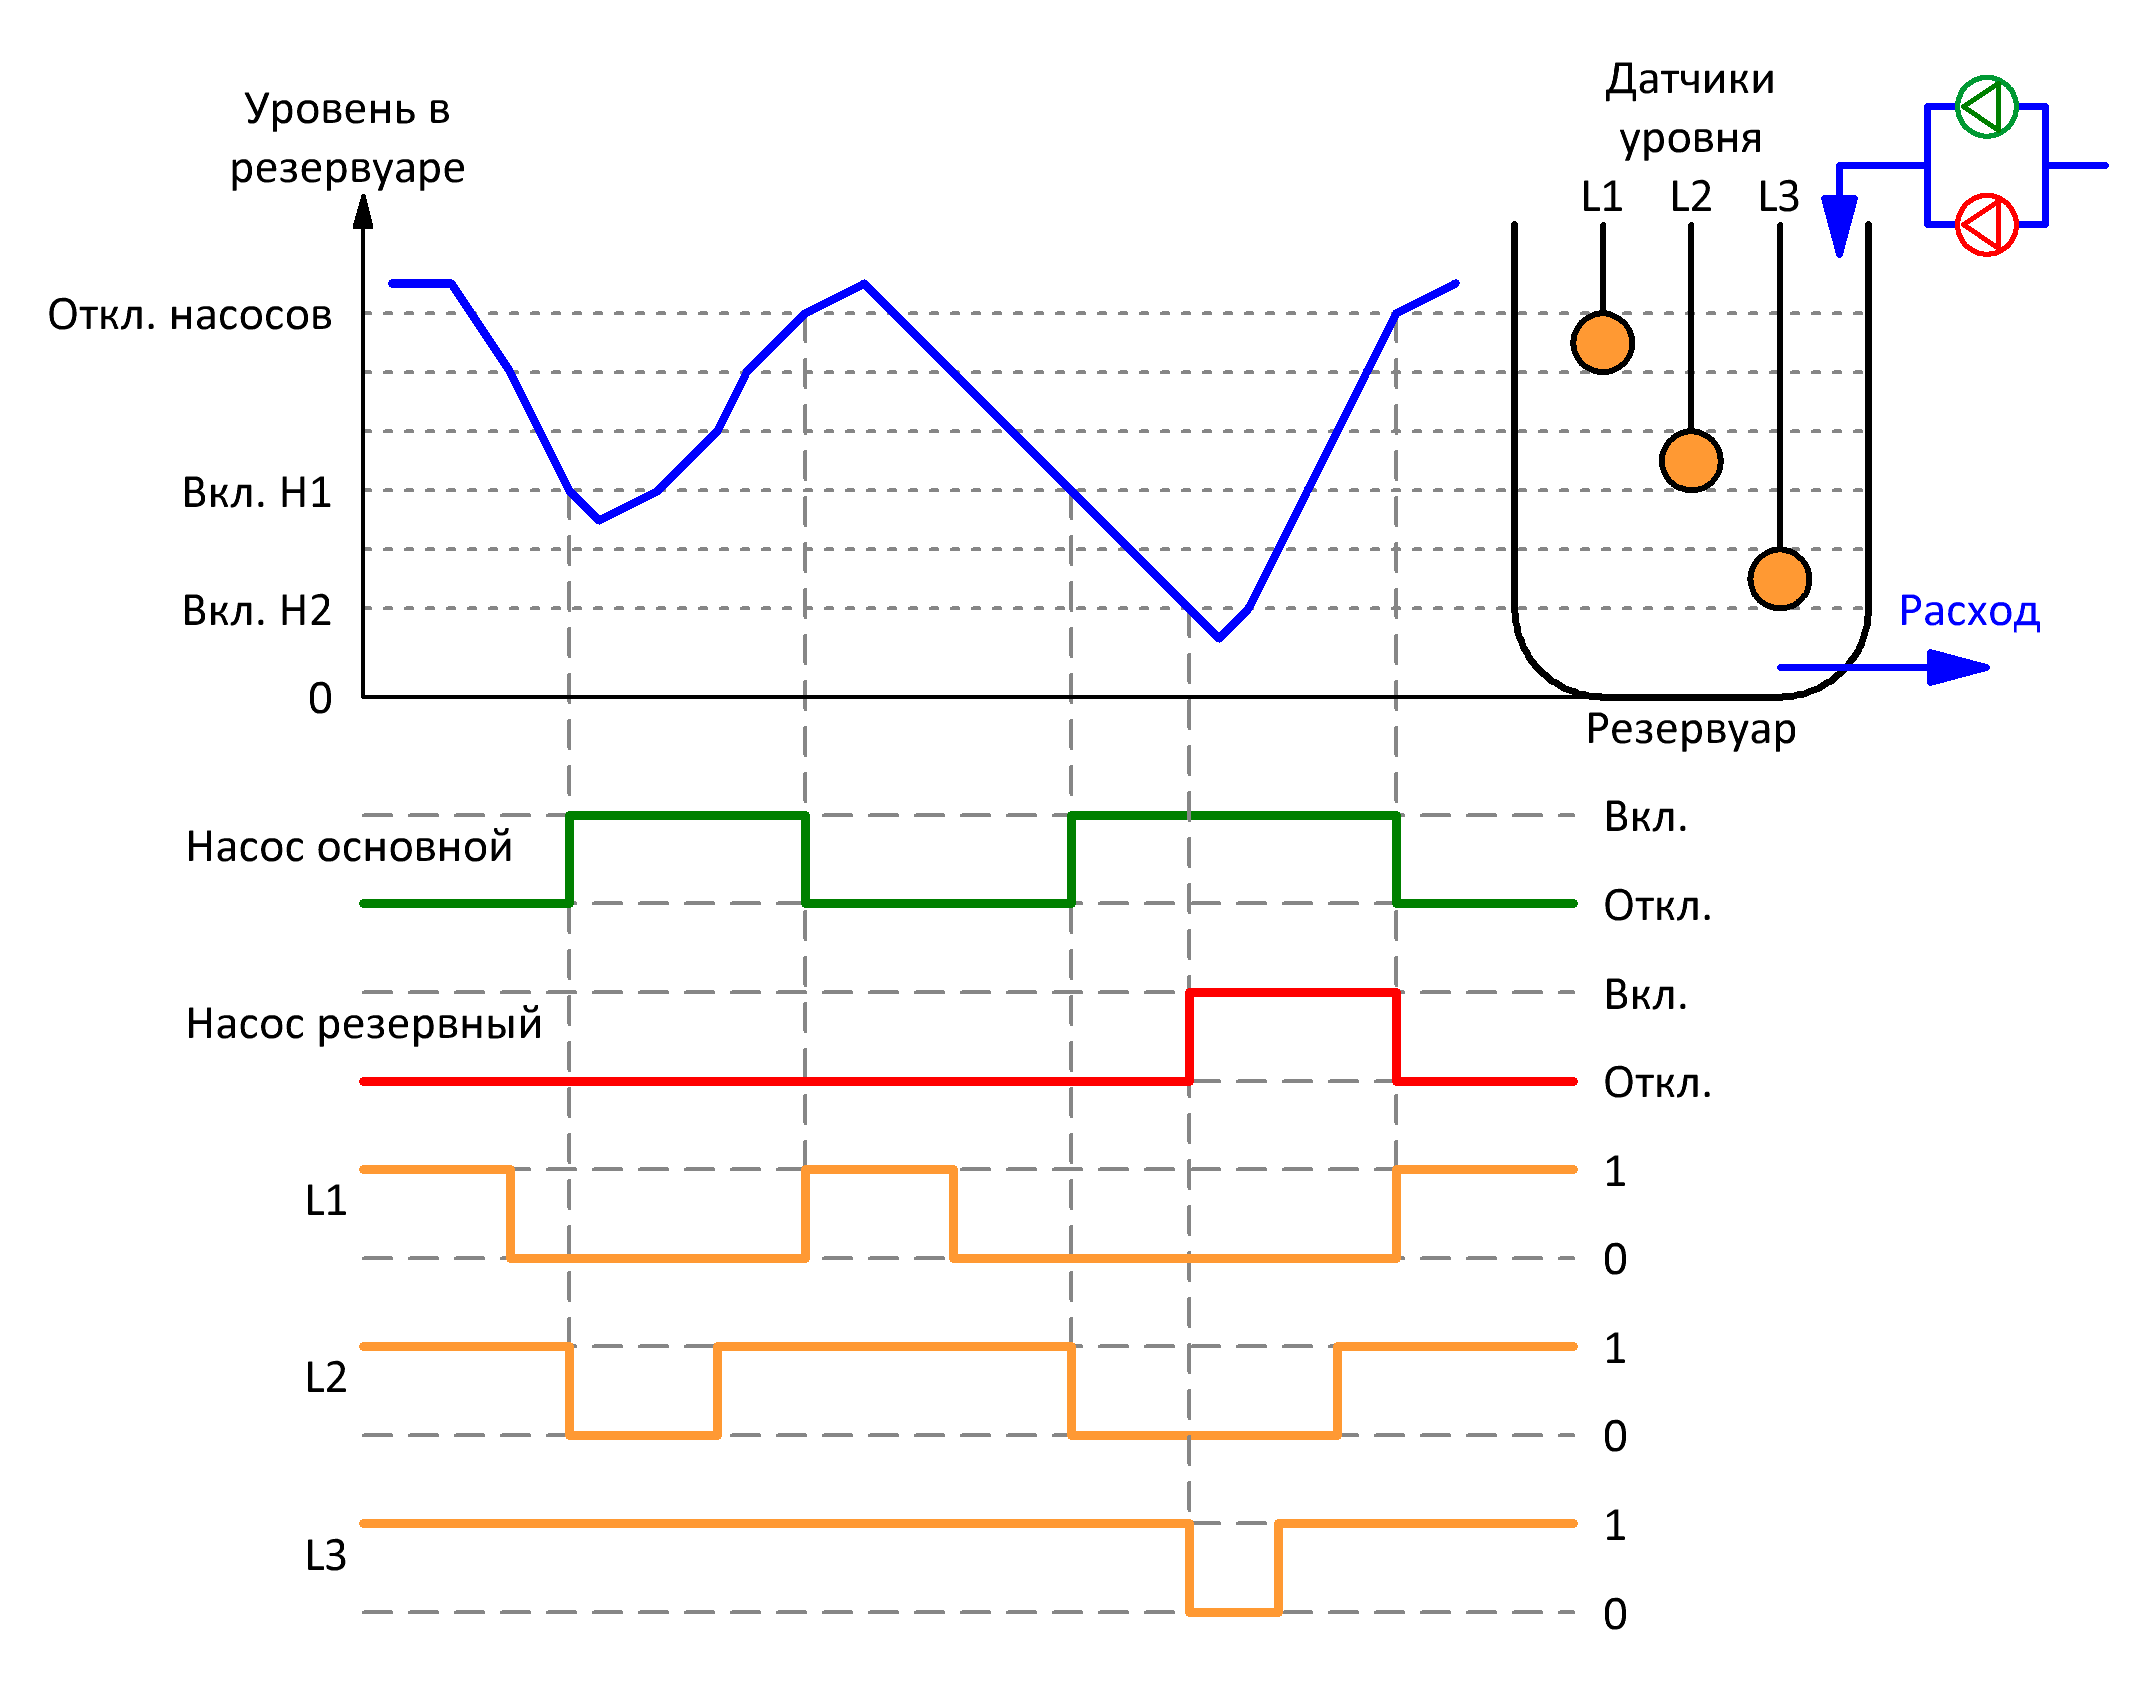 Уровень в
резервуаре
Датчики
уровня
L1
L2
L3
Откл. насосов
Вкл. Н1
Вкл. Н2
0
Расход
Резервуар
Насос основной
Вкл.
Откл.
Насос резервный
Вкл.
Откл.
L1
1
0
L2
1
0
L3
1
0